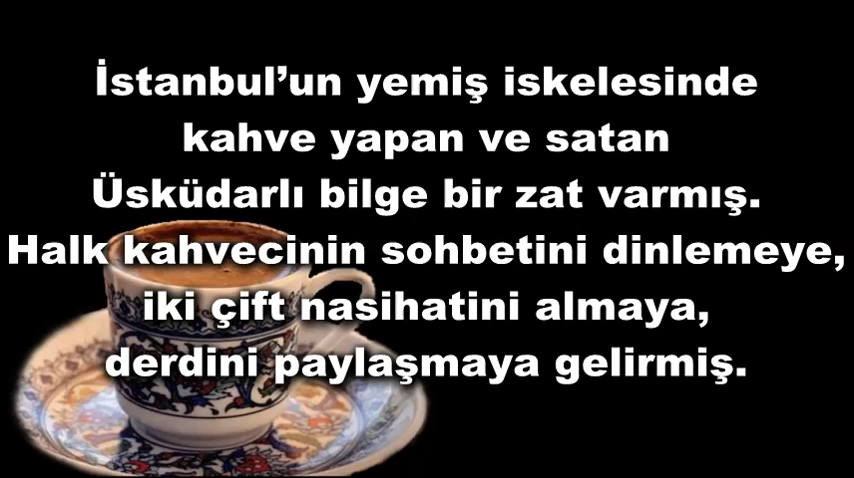 İstanbul’un yemiş iskelesinde
kahve yapan ve satan
Üsküdarlı bilge bir zat varmış.
Halk kahvecinin sohbetini dinlemeye,
iki çift nasihatini almaya,
derdini paylaşmaya gelirmiş.